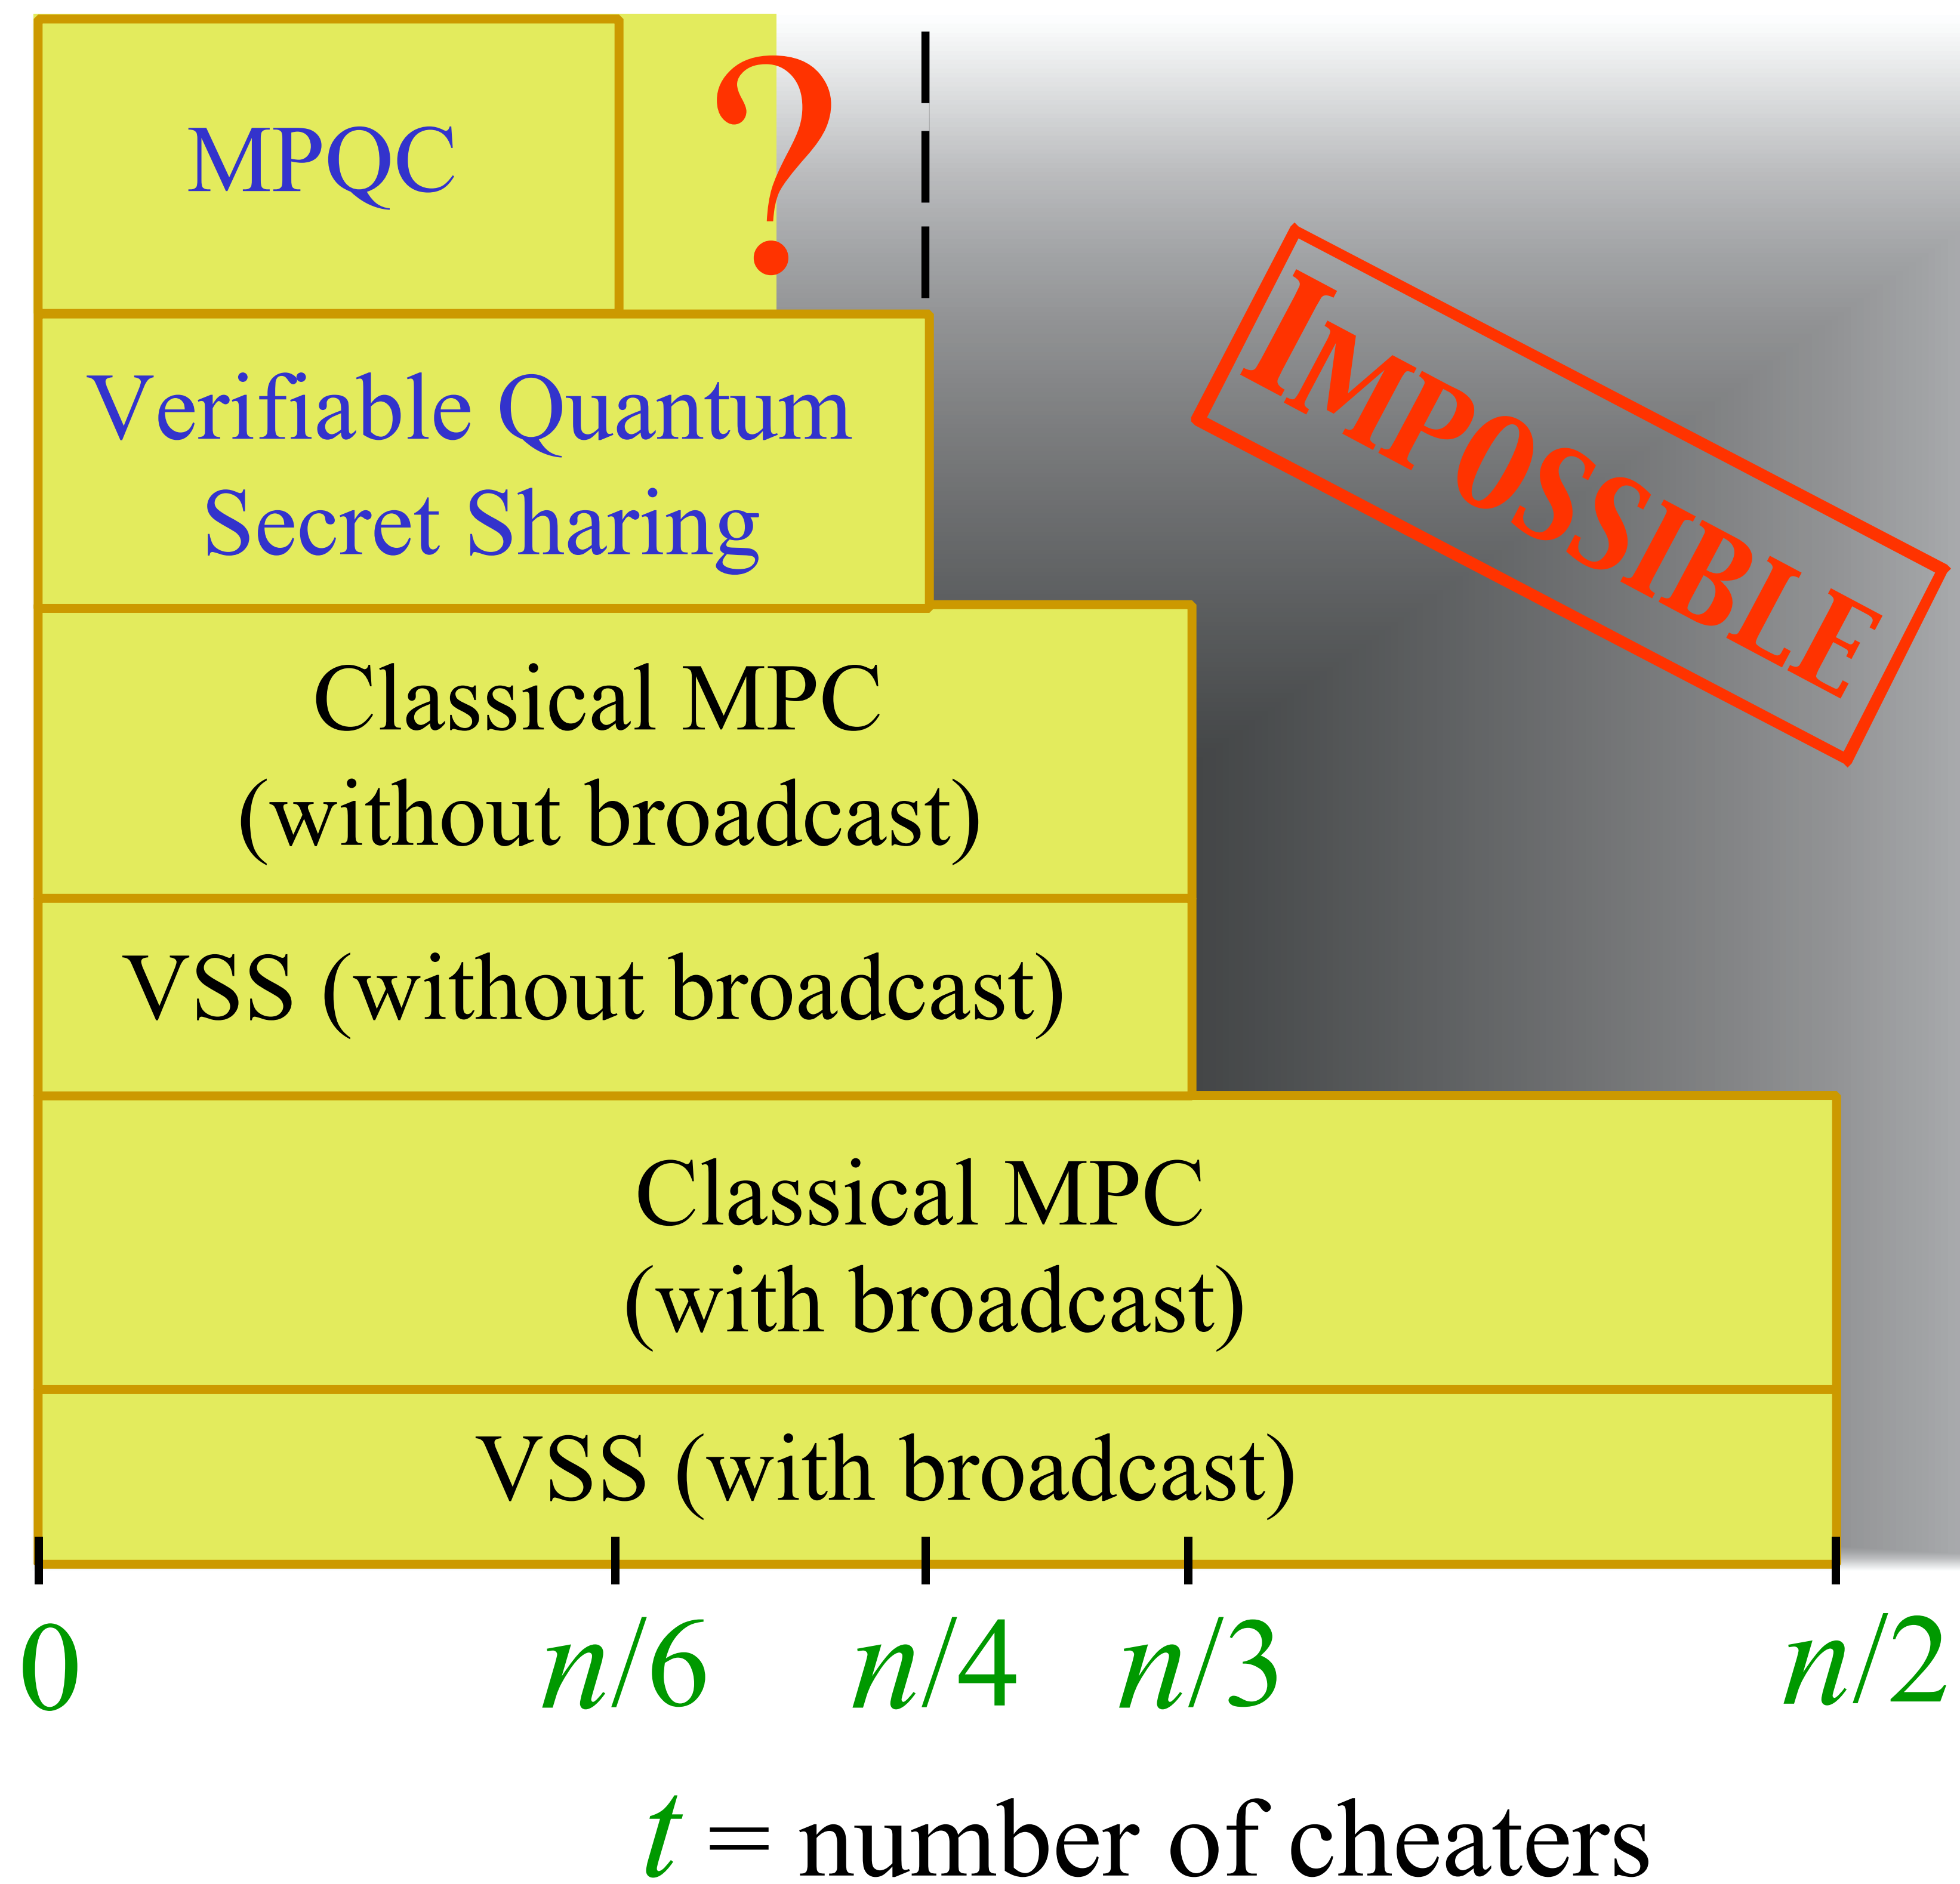 MPQC
?
Verifiable Quantum
Secret Sharing
IMPOSSIBLE
Classical MPC
(without broadcast)
VSS (without broadcast)
Classical MPC
(with broadcast)
VSS (with broadcast)
0 n/6 n/4 n/3 n/2
t = number of cheaters